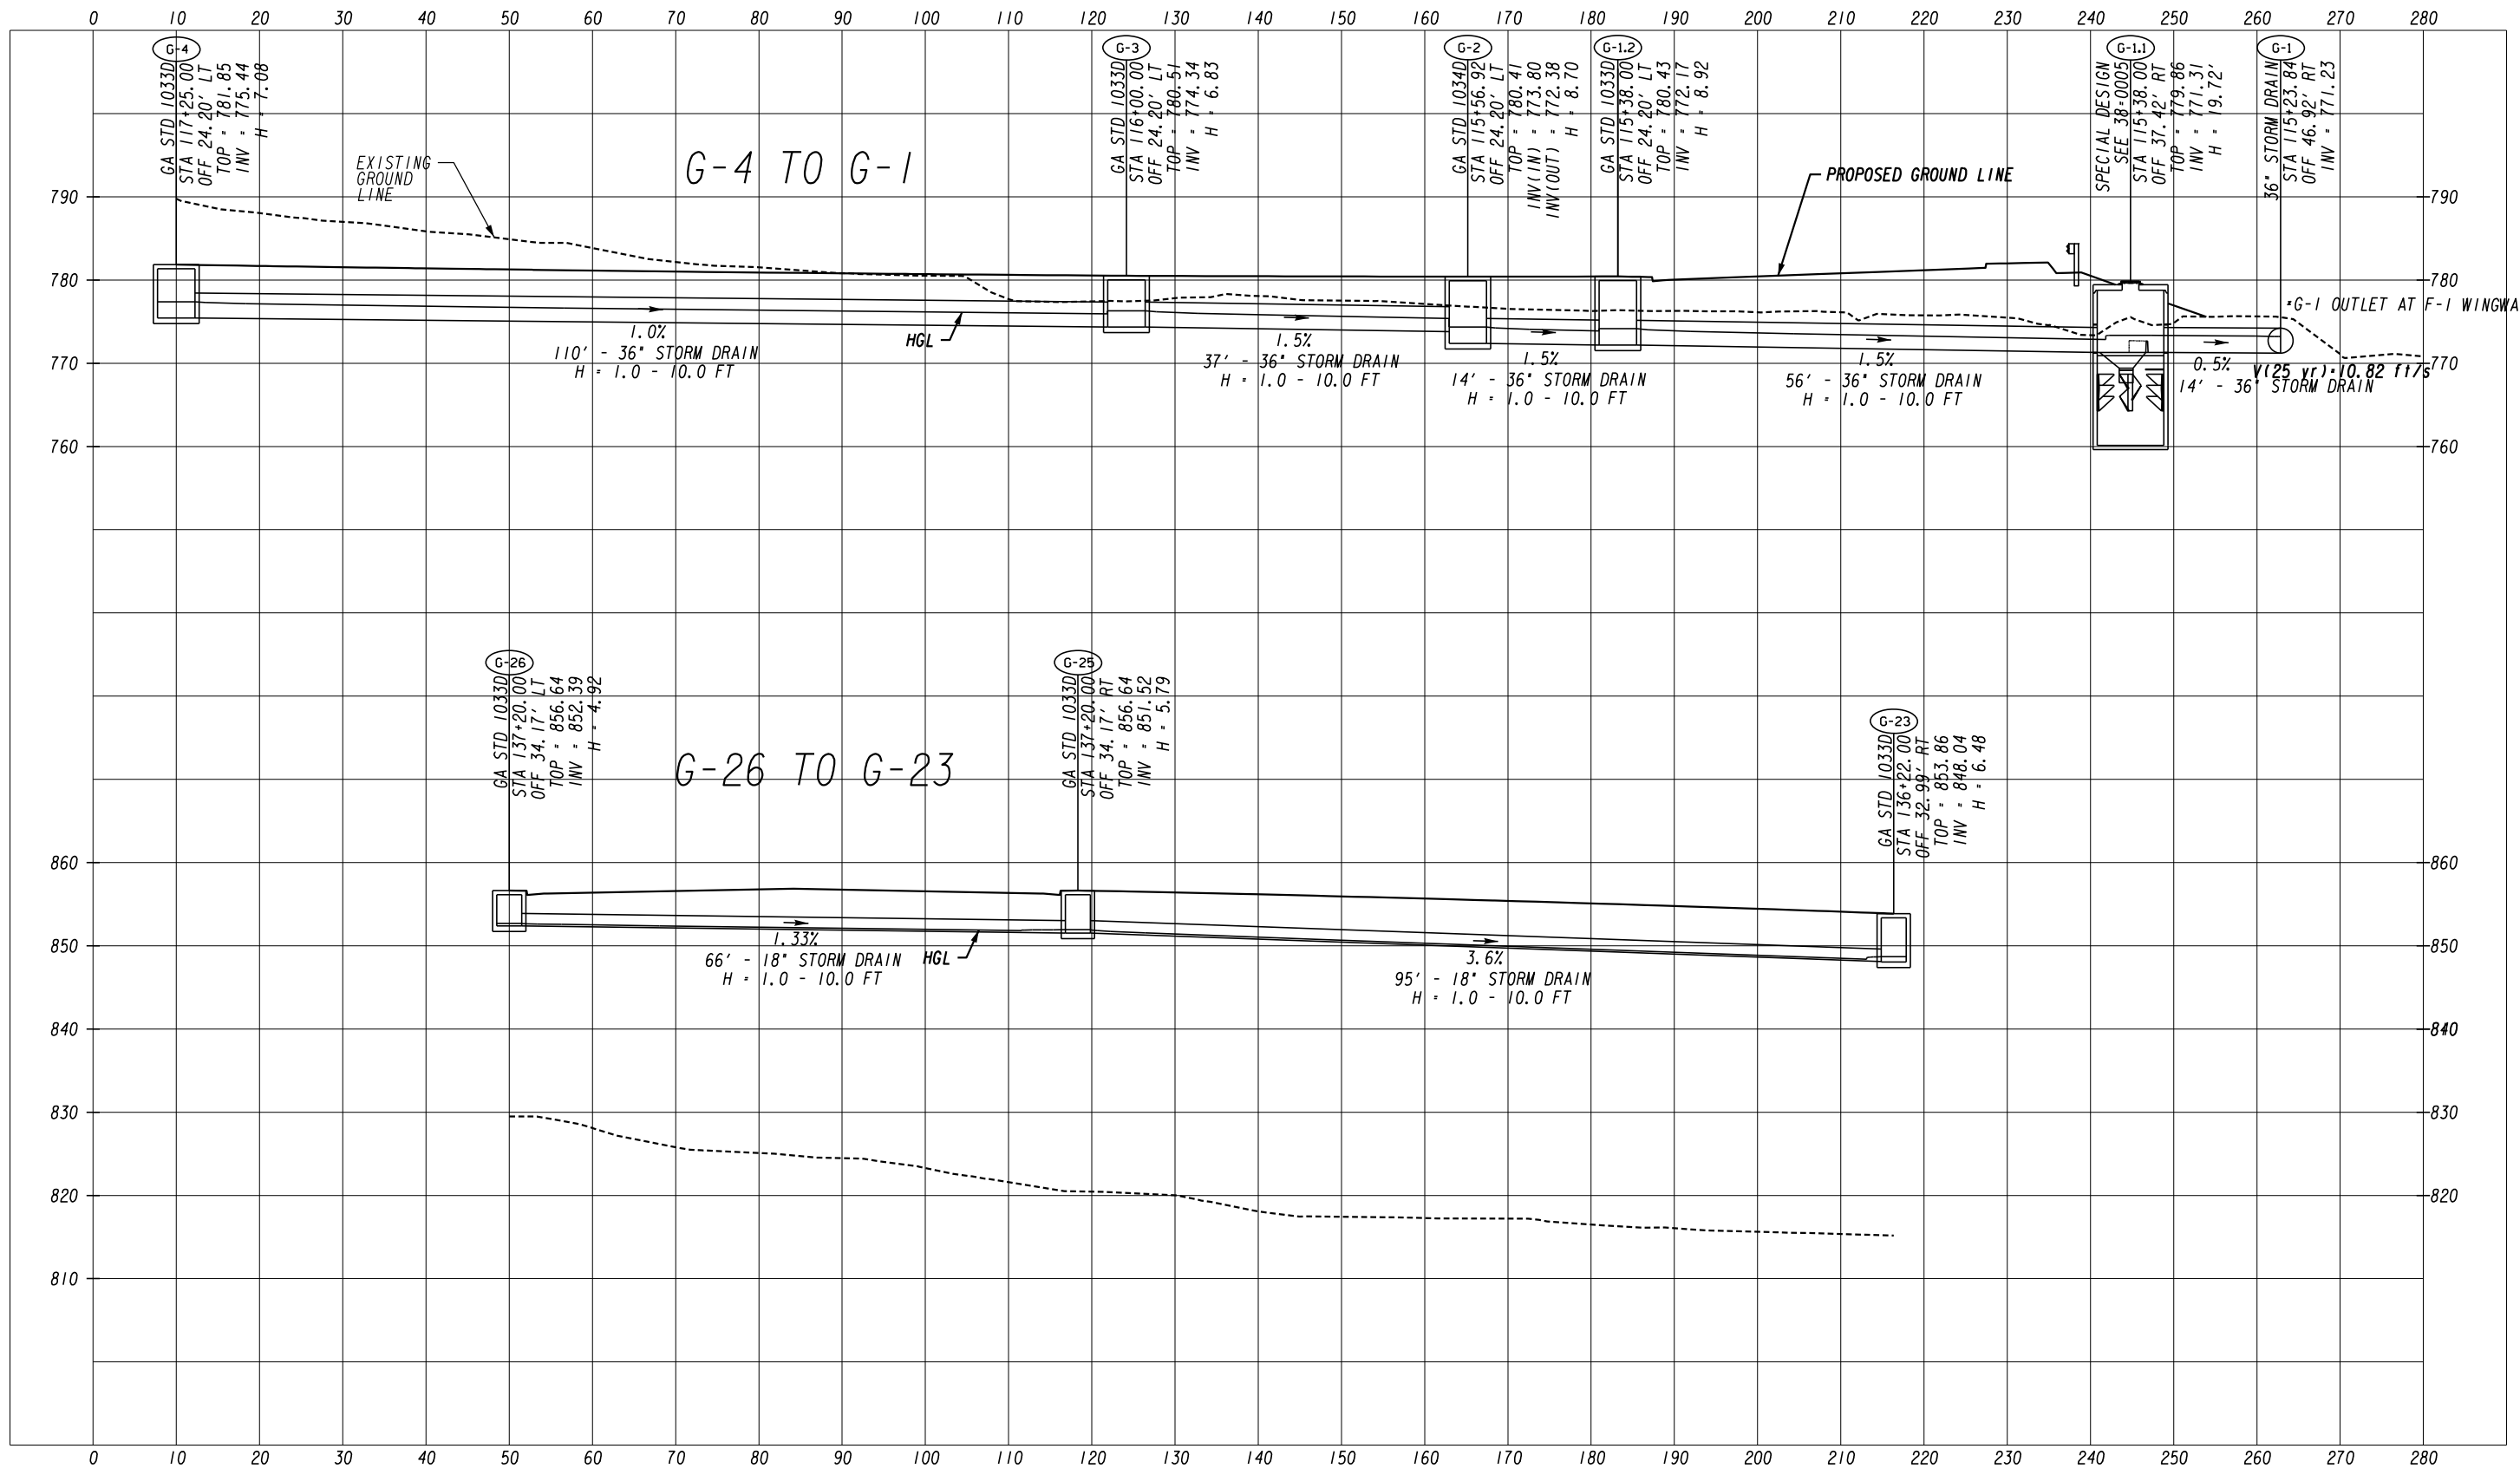 0 10 20 30 40 50 60 70 80 90 100 110 120 130 140 150 160 170 180 190 200 210 220 230 240 250 260 270 280
G-4
GA STD 1033D
STA 117+25.00
OFF 24.20' LT
TOP = 781.85
INV = 775.44
H = 7.08
G-3
GA STD 1033D
STA 116+00.00
OFF 24.20' LT
TOP = 780.51
INV = 774.34
H = 6.83
G-2
GA STD 1034D
STA 115+56.92
OFF 24.20' LT
TOP = 780.41
INV(IN) = 773.80
INV(OUT) = 772.38
H = 8.70
G-1.2
GA STD 1033D
STA 115+38.00
OFF 24.20' LT
TOP = 780.43
INV = 772.17
H = 8.92
G-1.1
SPECIAL DESIGN
SEE 38-0005
STA 115+38.00
OFF 37.42' RT
TOP = 779.86
INV = 771.31
H = 19.72'
G-1
36" STORM DRAIN
STA 115+23.84
OFF 46.92' RT
INV = 771.23
EXISTING
GROUND
LINE
G-4 TO G-1
PROPOSED GROUND LINE
790 790
780 780
*G-1 OUTLET AT F-1 WINGWA
HGL
1.0%
110' - 36" STORM DRAIN
H = 1.0 - 10.0 FT
1.5%
37' - 36" STORM DRAIN
H = 1.0 - 10.0 FT
1.5%
14' - 36" STORM DRAIN
H = 1.0 - 10.0 FT
1.5%
56' - 36" STORM DRAIN
H = 1.0 - 10.0 FT
0.5%
V(25 yr)=10.82 ft/s
14' - 36" STORM DRAIN
770 770
760 760
G-26
GA STD 1033D
STA 137+20.00
OFF 34.17' LT
TOP = 856.64
INV = 852.39
H = 4.92
G-25
GA STD 1033D
STA 137+20.00
OFF 34.17' RT
TOP = 856.64
INV = 851.52
H = 5.79
G-23
GA STD 1033D
STA 136+22.00
OFF 32.99' RT
TOP = 853.86
INV = 848.04
H = 6.48
G-26 TO G-23
860 860
850 850
1.33%
66' - 18" STORM DRAIN
H = 1.0 - 10.0 FT
HGL
3.6%
95' - 18" STORM DRAIN
H = 1.0 - 10.0 FT
840 840
830 830
820 820
810
0 10 20 30 40 50 60 70 80 90 100 110 120 130 140 150 160 170 180 190 200 210 220 230 240 250 260 270 280